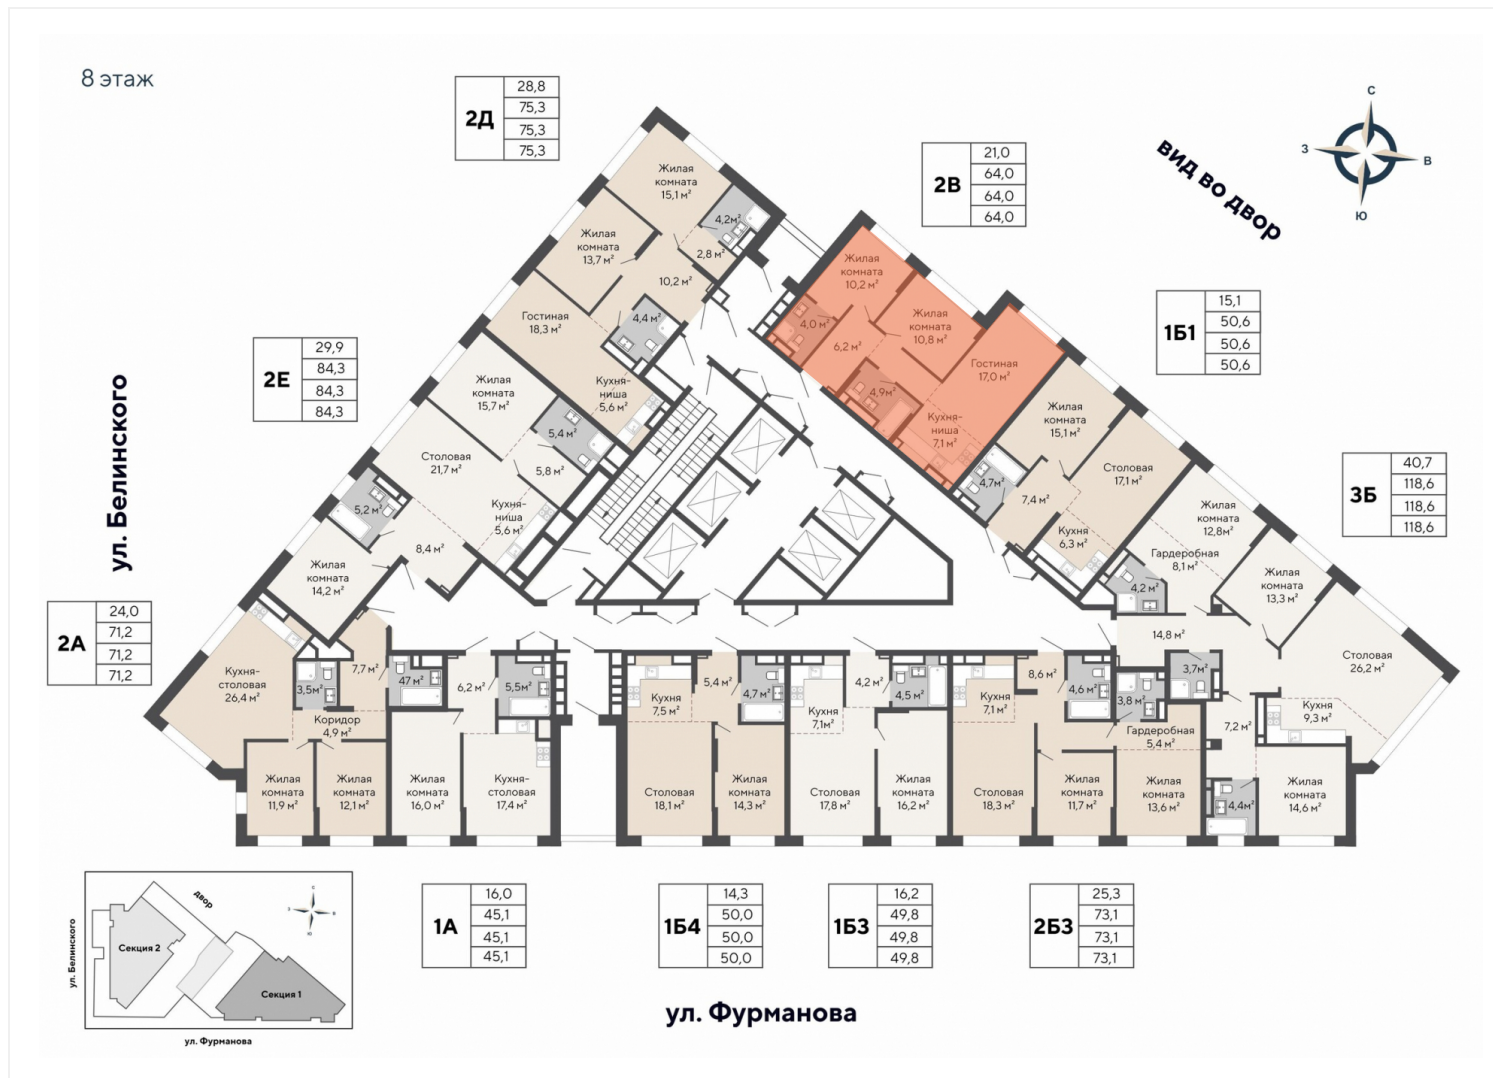 8 этаж
2Д
28,8
75,3
75,3
75,3
2В
21,0
64,0
64,0
64,0
С
З
В
Ю
вид во двор
1Б1
15,1
50,6
50,6
50,6
2Е
29,9
84,3
84,3
84,3
3Б
40,7
118,6
118,6
118,6
ул. Белинского
2А
24,0
71,2
71,2
71,2
Жилая
комната
15,1 м²
4,2м²
2,8 м²
Жилая
комната
13,7 м²
10,2 м²
Гостиная
18,3 м²
4,4 м²
Кухня-
ниша
5,6 м²
Жилая
комната
15,7 м²
5,4 м²
Столовая
21,7 м²
5,8 м²
Кухня-
ниша
5,6 м²
5,2 м²
8,4 м²
Жилая
комната
14,2 м²
Жилая
комната
10,2 м²
4,0 м²
6,2 м²
Жилая
комната
10,8 м²
Гостиная
17,0 м²
4,9м²
Кухня-
ниша
7,1 м²
Жилая
комната
15,1 м²
4,7м²
7,4 м²
Столовая
17,1 м²
Кухня
6,3 м²
Жилая
комната
12,8м²
Гардеробная
8,1 м²
4,2 м²
Жилая
комната
13,3 м²
14,8 м²
Столовая
26,2 м²
3,7м²
Кухня
9,3 м²
7,2 м²
4,4м²
Жилая
комната
14,6 м²
Кухня-
столовая
26,4 м²
3,5м²
7,7 м²
Коридор
4,9 м²
Жилая
комната
11,9 м²
Жилая
комната
12,1 м²
47 м²
6,2 м²
5,5м²
Жилая
комната
16,0 м²
Кухня-
столовая
17,4 м²
Кухня
7,5 м²
5,4 м²
4,7 м²
Столовая
18,1 м²
Жилая
комната
14,3 м²
Кухня
7,1м²
4,2 м²
4,5 м²
Столовая
17,8 м²
Жилая
комната
16,2 м²
Кухня
7,1 м²
8,6 м²
4,6 м²
3,8 м²
Гардеробная
5,4 м²
Столовая
18,3 м²
Жилая
комната
11,7 м²
Жилая
комната
13,6 м²
1А
16,0
45,1
45,1
45,1
1Б4
14,3
50,0
50,0
50,0
1Б3
16,2
49,8
49,8
49,8
2Б3
25,3
73,1
73,1
73,1
ул. Фурманова
двор
С
З
В
Ю
ул. Белинского
Секция 2
Секция 1
ул. Фурманова